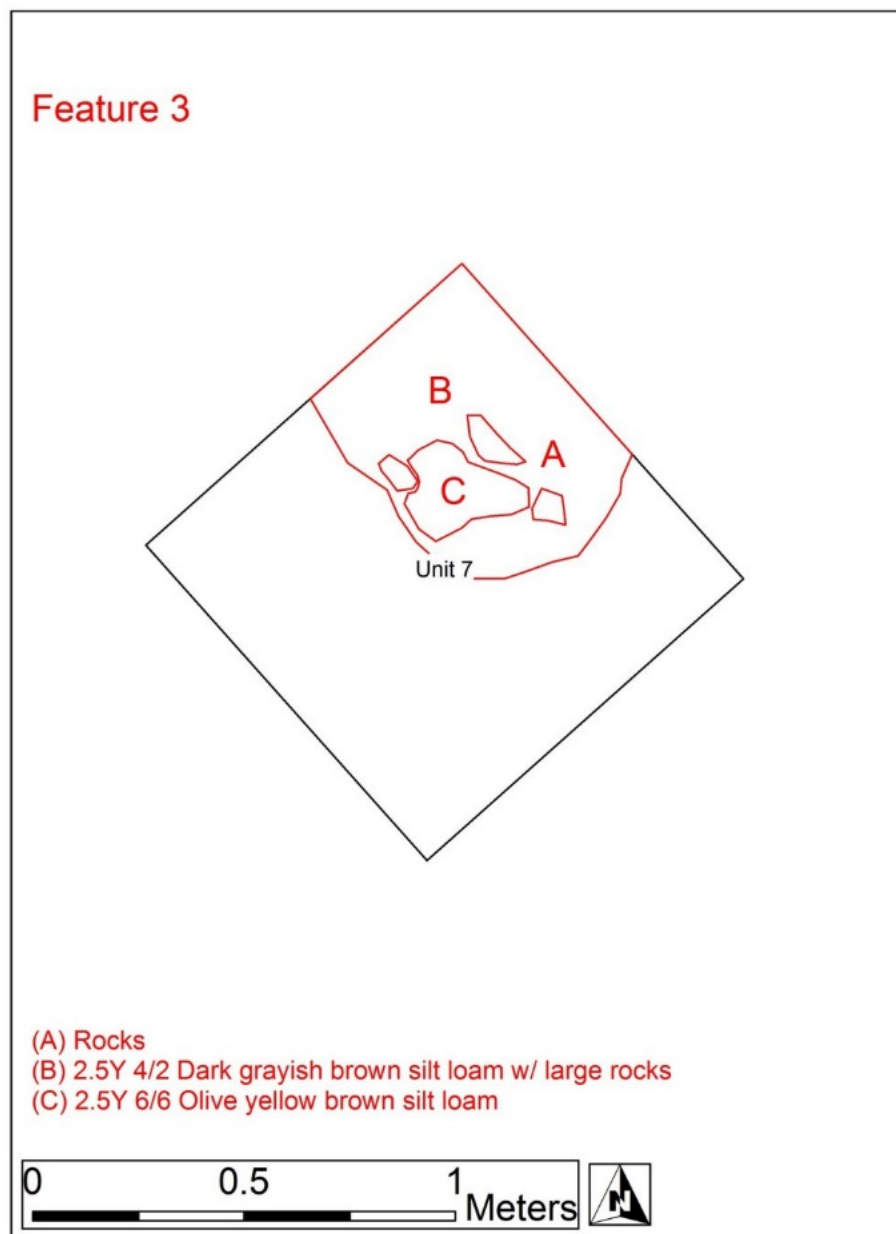 Feature 3
B
A
C
Unit 7
(A) Rocks
(B) 2.5Y 4/2 Dark grayish brown silt loam w/ large rocks
(C) 2.5Y 6/6 Olive yellow brown silt loam
0 0.5 1
Meters
N